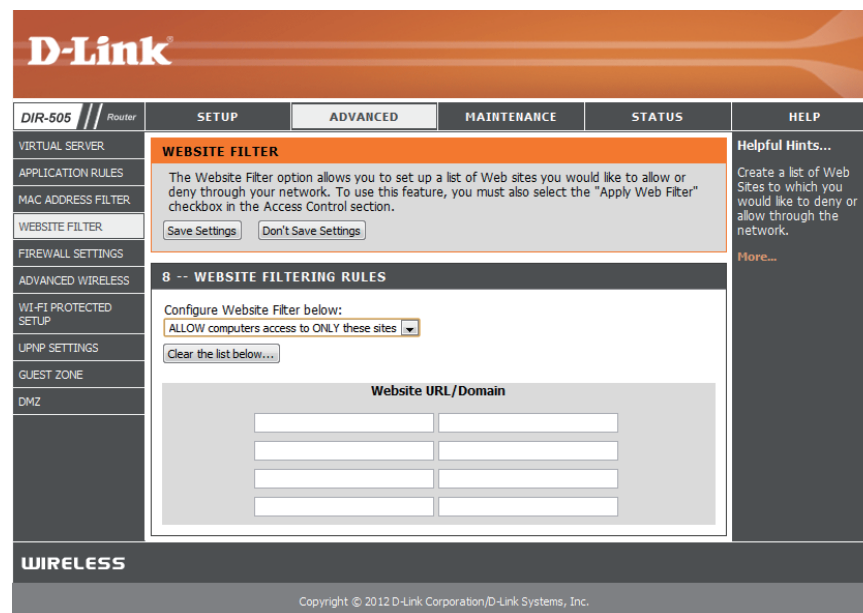 D-Link
DIR-505 // Router
SETUP
ADVANCED
MAINTENANCE
STATUS
HELP
VIRTUAL SERVER
APPLICATION RULES
MAC ADDRESS FILTER
WEBSITE FILTER
FIREWALL SETTINGS
ADVANCED WIRELESS
WI-FI PROTECTED
SETUP
UPNP SETTINGS
GUEST ZONE
DMZ
WEBSITE FILTER
The Website Filter option allows you to set up a list of Web sites you would like to allow or
deny through your network. To use this feature, you must also select the "Apply Web Filter"
checkbox in the Access Control section.
Save Settings
Don't Save Settings
8 -- WEBSITE FILTERING RULES
Configure Website Filter below:
ALLOW computers access to ONLY these sites
Clear the list below...
Website URL/Domain
Helpful Hints...
Create a list of Web
Sites to which you
would like to deny or
allow through the
network.
More...
WIRELESS
Copyright © 2012 D-Link Corporation/D-Link Systems, Inc.